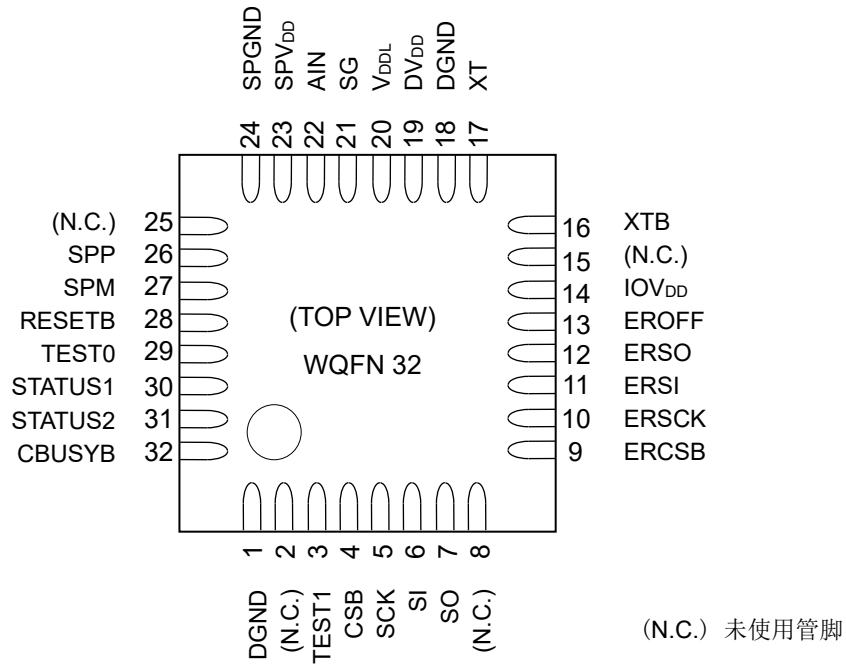 SPGND
SPVDD
AIN
SG
VDDL
DVDD
DGND
XT
24
23
22
21
20
19
18
17
(N.C.) 25
SPP 26
SPM 27
RESETB 28
TEST0 29
STATUS1 30
STATUS2 31
CBUSYB 32
(TOP VIEW)
WQFN 32
16 XTB
15 (N.C.)
14 IOVDD
13 EROFF
12 ERSO
11 ERSI
10 ERSCK
9 ERCSB
1
2
3
4
5
6
7
8
DGND
(N.C.)
TEST1
CSB
SCK
SI
SO
(N.C.)
(N.C.) 未使用管脚